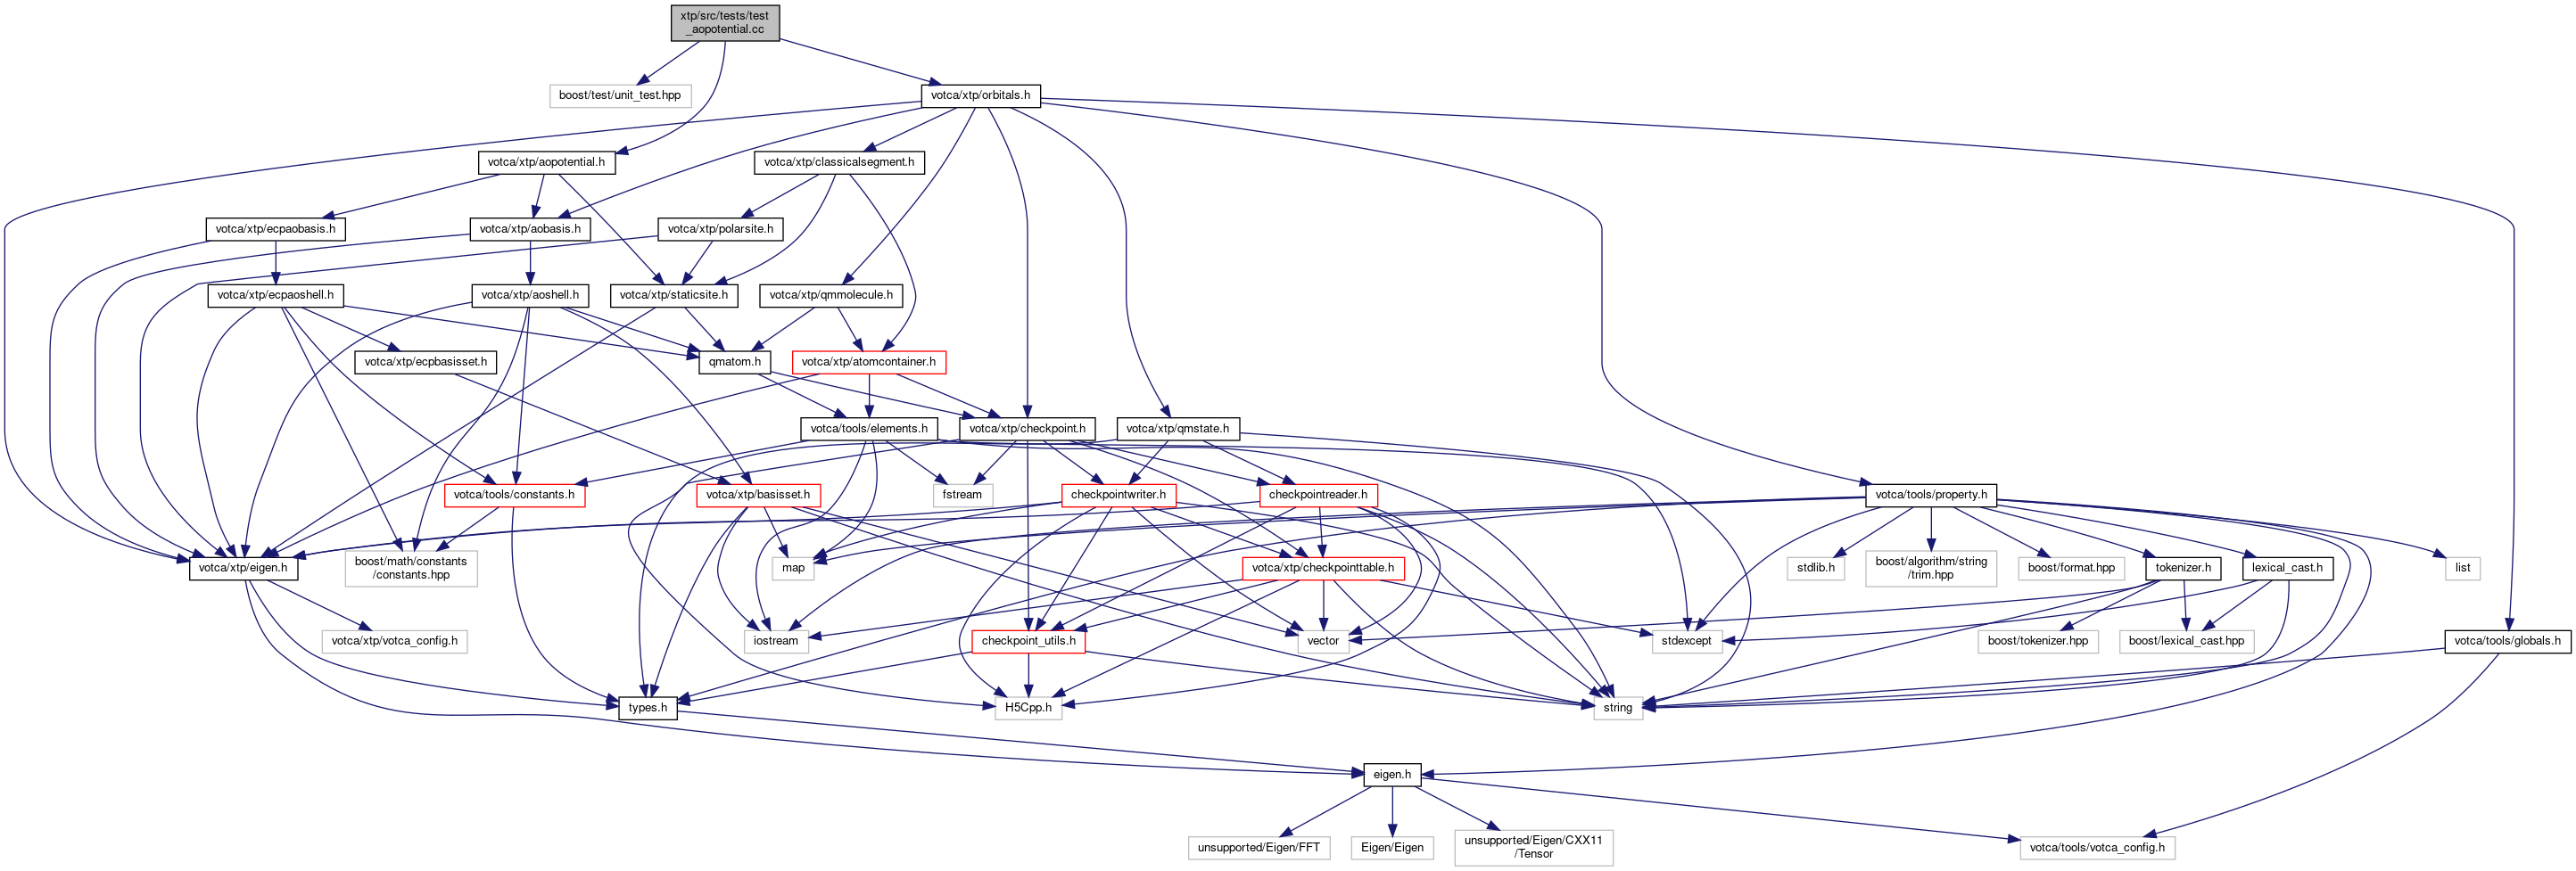 xtp/src/tests/test
_aopotential.cc
boost/test/unit_test.hpp
votca/xtp/orbitals.h
votca/xtp/aopotential.h
votca/xtp/classicalsegment.h
votca/xtp/ecpaobasis.h
votca/xtp/aobasis.h
votca/xtp/polarsite.h
votca/xtp/ecpaoshell.h
votca/xtp/aoshell.h
votca/xtp/staticsite.h
votca/xtp/qmmolecule.h
votca/xtp/ecpbasisset.h
qmatom.h
votca/xtp/atomcontainer.h
votca/tools/elements.h
votca/xtp/checkpoint.h
votca/xtp/qmstate.h
votca/tools/constants.h
votca/xtp/basisset.h
fstream
checkpointwriter.h
checkpointreader.h
votca/tools/property.h
votca/xtp/eigen.h
boost/math/constants
/constants.hpp
map
votca/xtp/checkpointtable.h
stdlib.h
boost/algorithm/string
/trim.hpp
boost/format.hpp
tokenizer.h
lexical_cast.h
list
votca/xtp/votca_config.h
iostream
checkpoint_utils.h
vector
stdexcept
boost/tokenizer.hpp
boost/lexical_cast.hpp
votca/tools/globals.h
types.h
H5Cpp.h
string
eigen.h
unsupported/Eigen/FFT
Eigen/Eigen
unsupported/Eigen/CXX11
/Tensor
votca/tools/votca_config.h